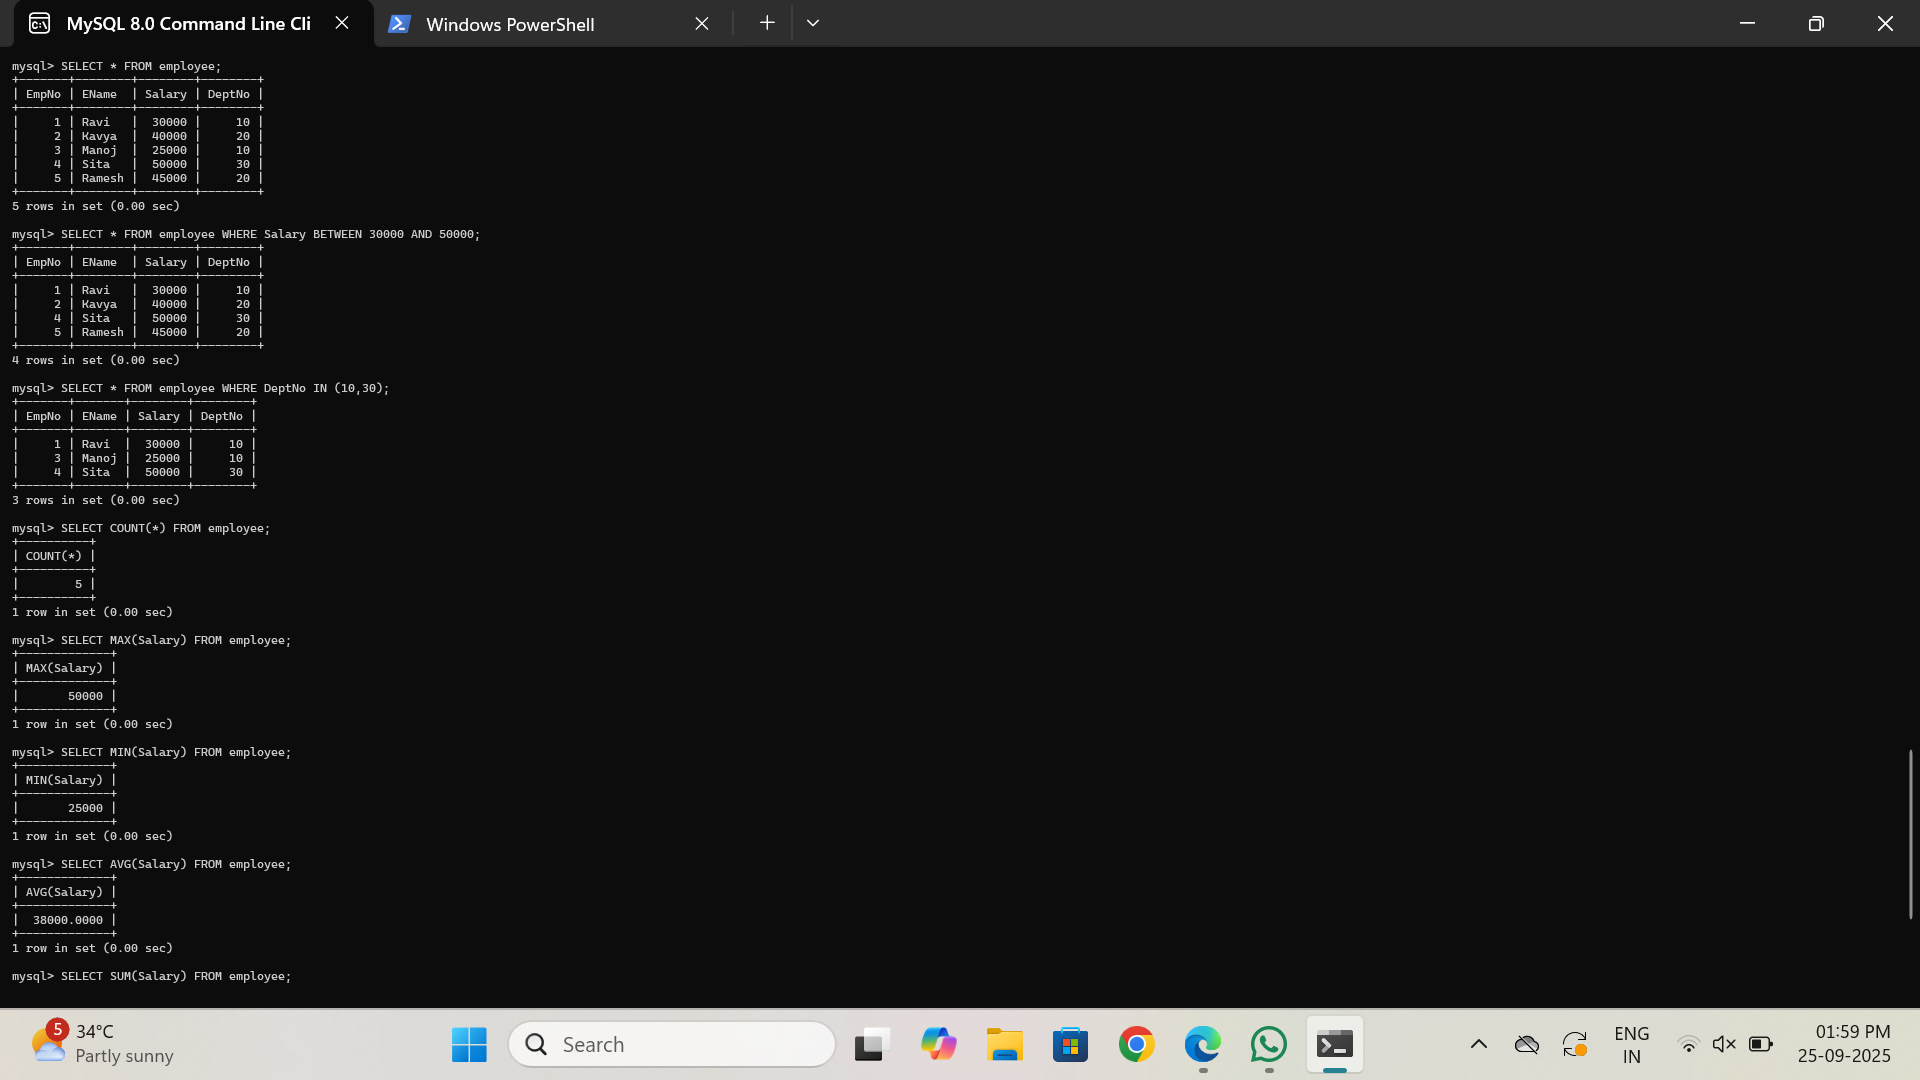 MySQL 8.0 Command Line Cli
Windows PowerShell
mysql> SELECT * FROM employee;
+-------+--------+--------+--------+
| EmpNo | EName  | Salary | DeptNo |
+-------+--------+--------+--------+
|     1 | Ravi   |  30000 |     10 |
|     2 | Kavya  |  40000 |     20 |
|     3 | Manoj  |  25000 |     10 |
|     4 | Sita   |  50000 |     30 |
|     5 | Ramesh |  45000 |     20 |
+-------+--------+--------+--------+
5 rows in set (0.00 sec)
mysql> SELECT * FROM employee WHERE Salary BETWEEN 30000 AND 50000;
+-------+--------+--------+--------+
| EmpNo | EName  | Salary | DeptNo |
+-------+--------+--------+--------+
|     1 | Ravi   |  30000 |     10 |
|     2 | Kavya  |  40000 |     20 |
|     4 | Sita   |  50000 |     30 |
|     5 | Ramesh |  45000 |     20 |
+-------+--------+--------+--------+
4 rows in set (0.00 sec)
mysql> SELECT * FROM employee WHERE DeptNo IN (10,30);
+-------+-------+--------+--------+
| EmpNo | EName | Salary | DeptNo |
+-------+-------+--------+--------+
|     1 | Ravi  |  30000 |     10 |
|     3 | Manoj |  25000 |     10 |
|     4 | Sita  |  50000 |     30 |
+-------+-------+--------+--------+
3 rows in set (0.00 sec)
mysql> SELECT COUNT(*) FROM employee;
+----------+
| COUNT(*) |
+----------+
|        5 |
+----------+
1 row in set (0.00 sec)
mysql> SELECT MAX(Salary) FROM employee;
+-------------+
| MAX(Salary) |
+-------------+
|       50000 |
+-------------+
1 row in set (0.00 sec)
mysql> SELECT MIN(Salary) FROM employee;
+-------------+
| MIN(Salary) |
+-------------+
|       25000 |
+-------------+
1 row in set (0.00 sec)
mysql> SELECT AVG(Salary) FROM employee;
+-------------+
| AVG(Salary) |
+-------------+
|  38000.0000 |
+-------------+
1 row in set (0.00 sec)
mysql> SELECT SUM(Salary) FROM employee;
5
34°C
Partly sunny
Search
ENG
IN
01:59 PM
25-09-2025